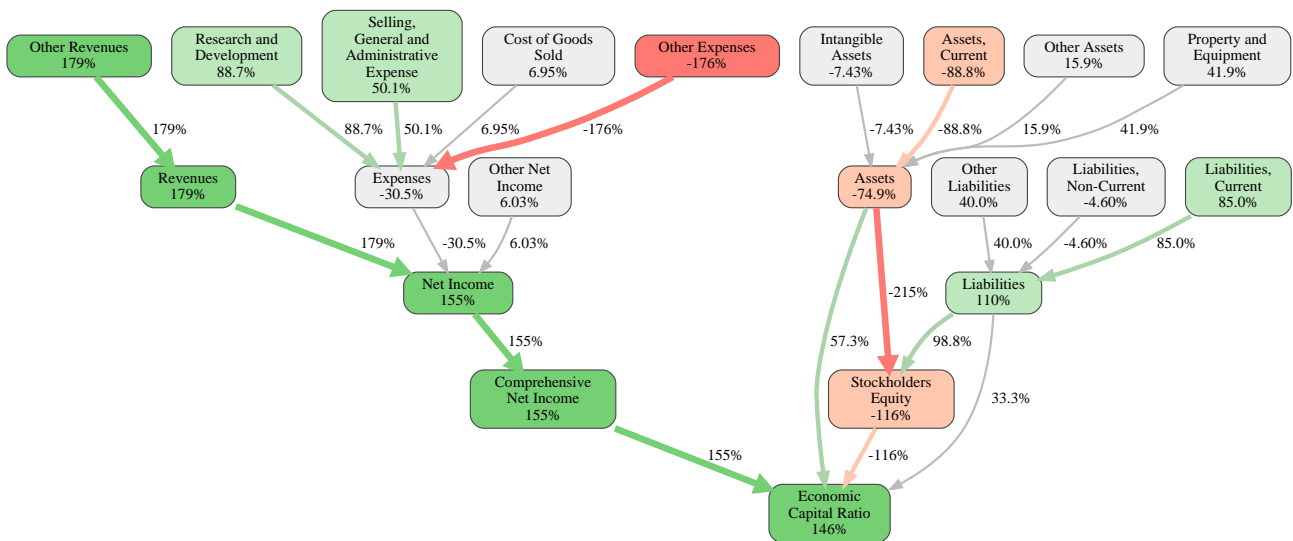 Other Revenues
179%
Research and
Development
88.7%
Selling,
General and
Administrative
Expense
50.1%
Cost of Goods
Sold
6.95%
Other Expenses
-176%
Intangible
Assets
-7.43%
Assets,
Current
-88.8%
Other Assets
15.9%
Property and
Equipment
41.9%
179%
88.7%
50.1%
6.95%
-176%
-7.43%
-88.8%
15.9%
41.9%
Revenues
179%
Expenses
-30.5%
Other Net
Income
6.03%
Assets
-74.9%
Other
Liabilities
40.0%
Liabilities,
Non-Current
-4.60%
Liabilities,
Current
85.0%
179%
-30.5%
6.03%
40.0%
-4.60%
85.0%
Net Income
155%
-215%
Liabilities
110%
155%
57.3%
98.8%
Comprehensive
Net Income
155%
Stockholders
Equity
-116%
33.3%
155%
-116%
Economic
Capital Ratio
146%